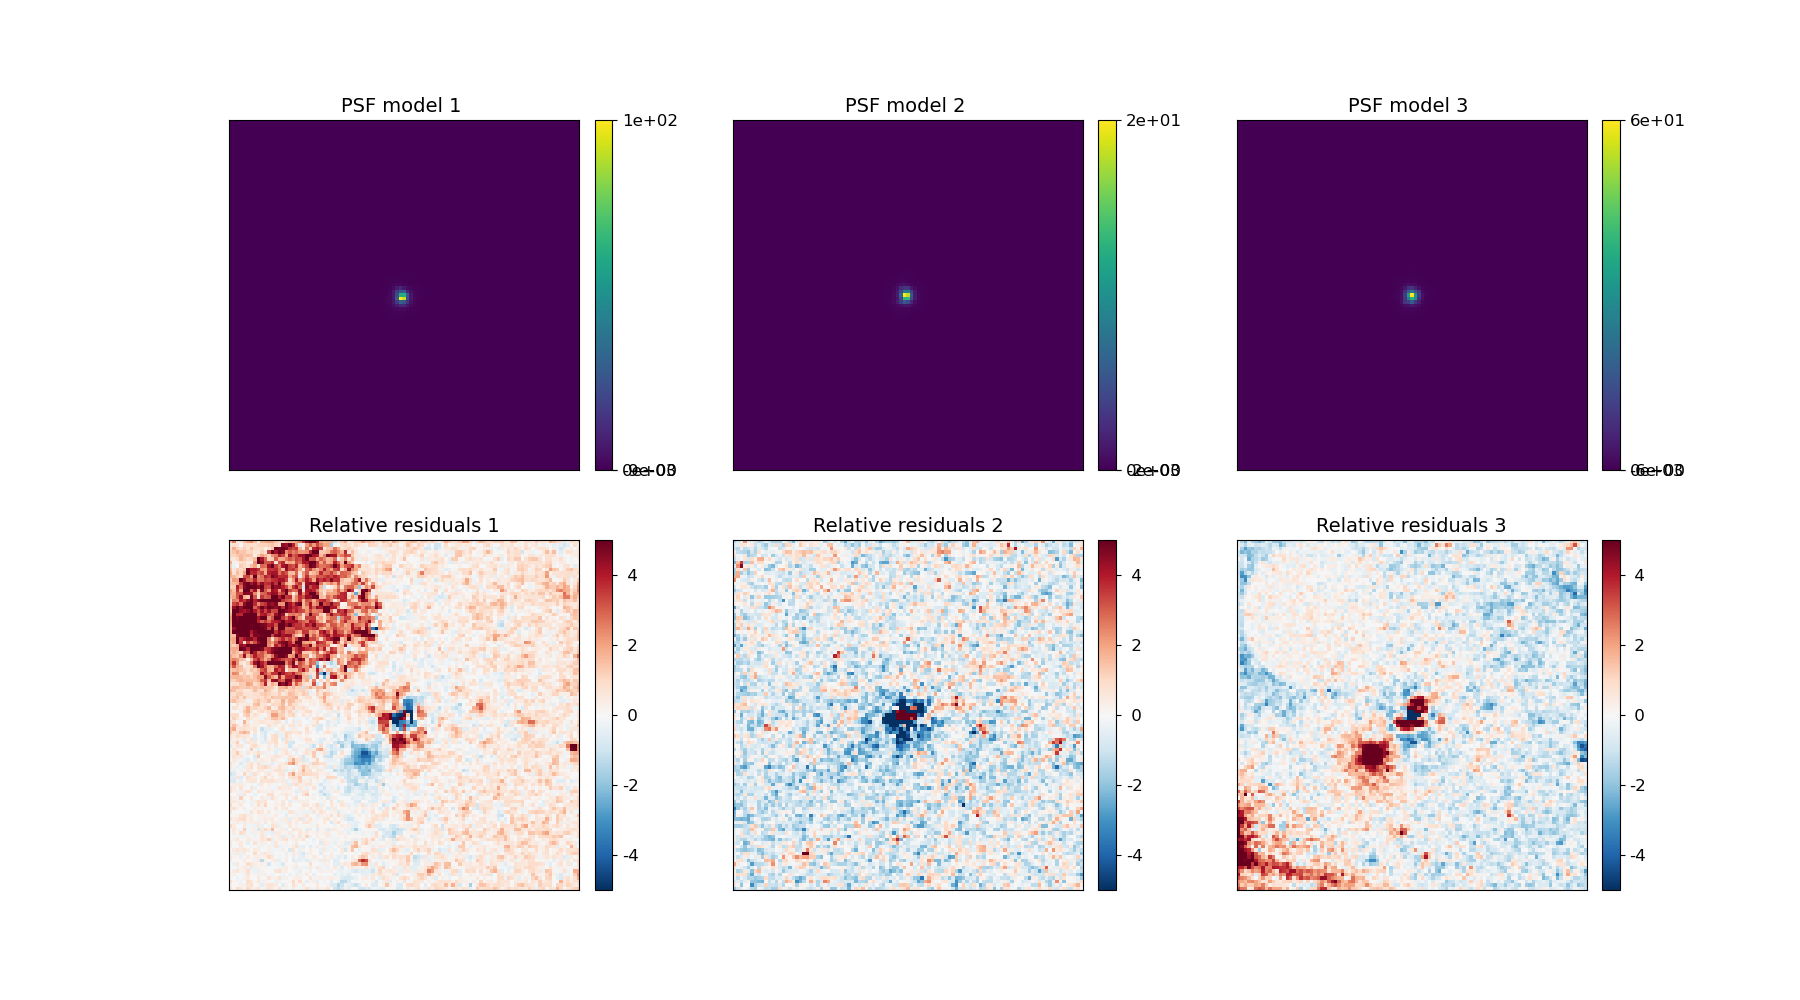 PSF model 1
PSF model 2
PSF model 3
1e+02
2e+01
6e+01
Relative residuals 1
Relative residuals 2
Relative residuals 3
4
2
0
-2
-4
4
2
0
-2
-4
4
2
0
-2
-4